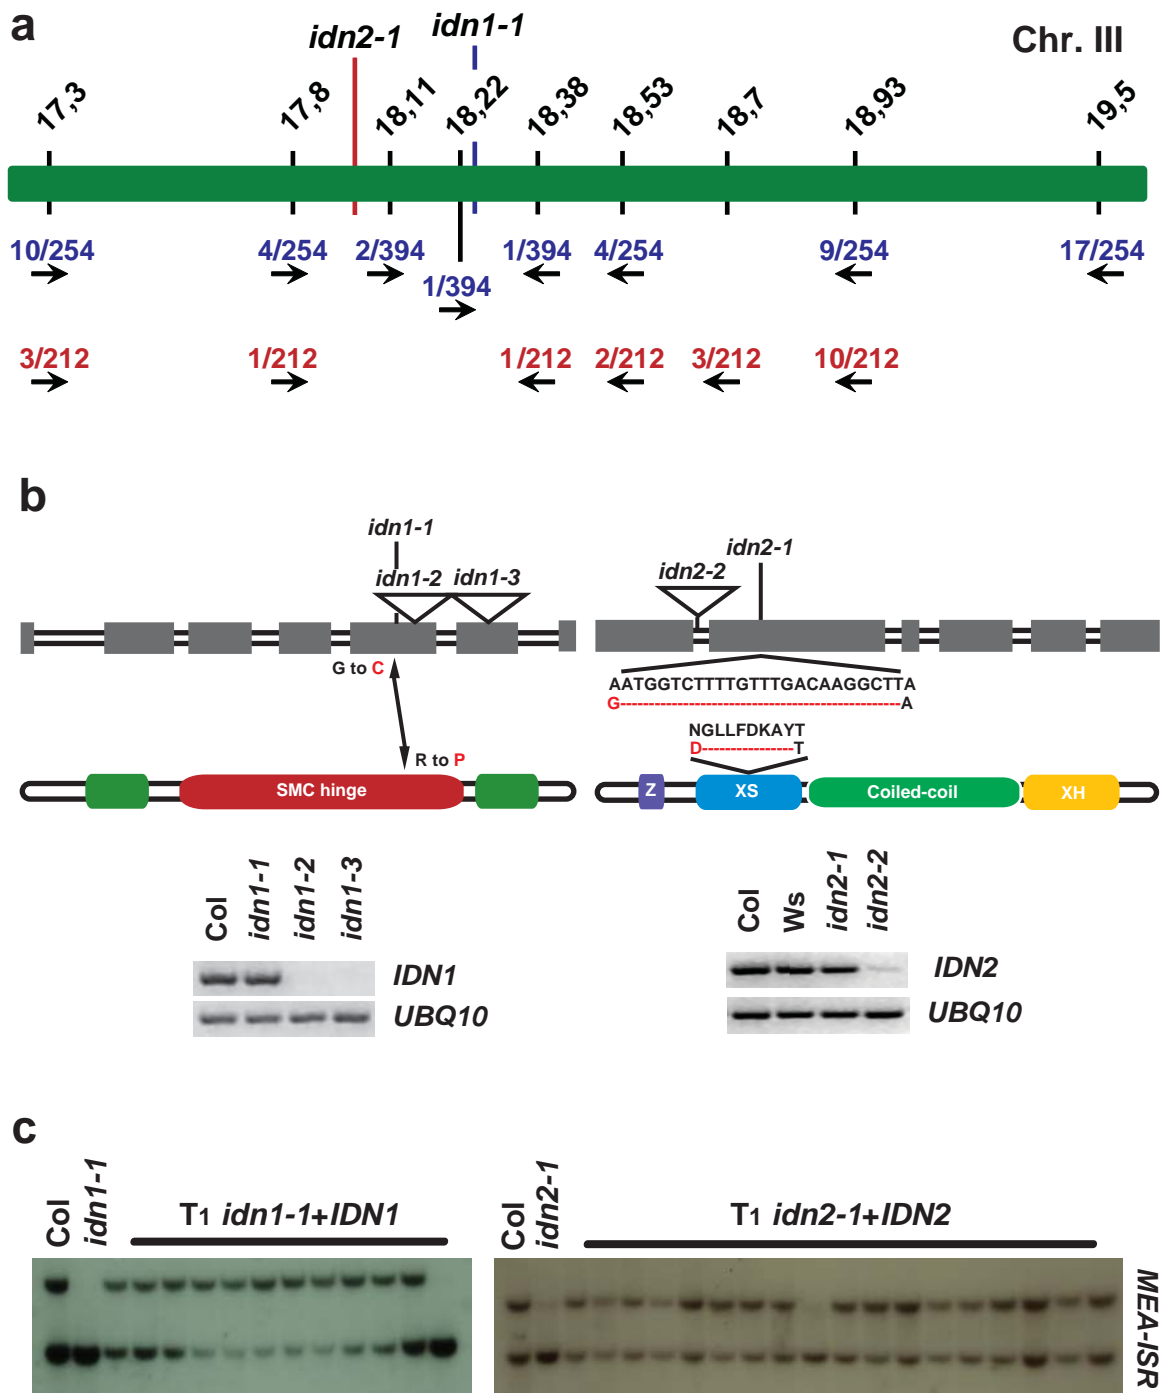 a
idn2-1 idn1-1 Chr. III
17,3 17,8 18,11 18,22 18,38 18,53 18,7 18,93 19,5
10/254 4/254 2/394 1/394 4/254 9/254 17/254
1/394
3/212 1/212 1/212 2/212 3/212 10/212
b
idn1-1
idn1-2 idn1-3
G to C
R to P
SMC hinge
idn2-1
idn2-2
AATGGTCTTTTGTTTGACAAGGCTTA
G--------------------------------------------------A
NGLLFDKAYT
D----------------T
Z XS Coiled-coil XH
Col idn1-1 idn1-2 idn1-3
IDN1
UBQ10
Col Ws idn2-1 idn2-2
IDN2
UBQ10
c
Col idn1-1 T1 idn1-1+IDN1
Col idn2-1 T1 idn2-1+IDN2
MEA-ISR